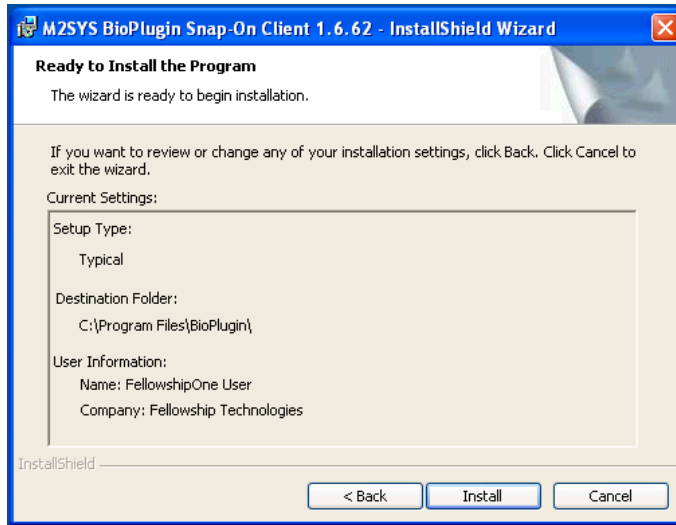 M2SYS BioPlugin Snap-On Client 1.6.62 - InstallShield Wizard
Ready to Install the Program
The wizard is ready to begin installation.
If you want to review or change any of your installation settings, click Back. Click Cancel to
exit the wizard.
Current Settings:
Setup Type:
Typical
Destination Folder:
C:\Program Files\BioPlugin\
User Information:
Name: FellowshipOne User
Company: Fellowship Technologies
InstallShield
< Back Install Cancel